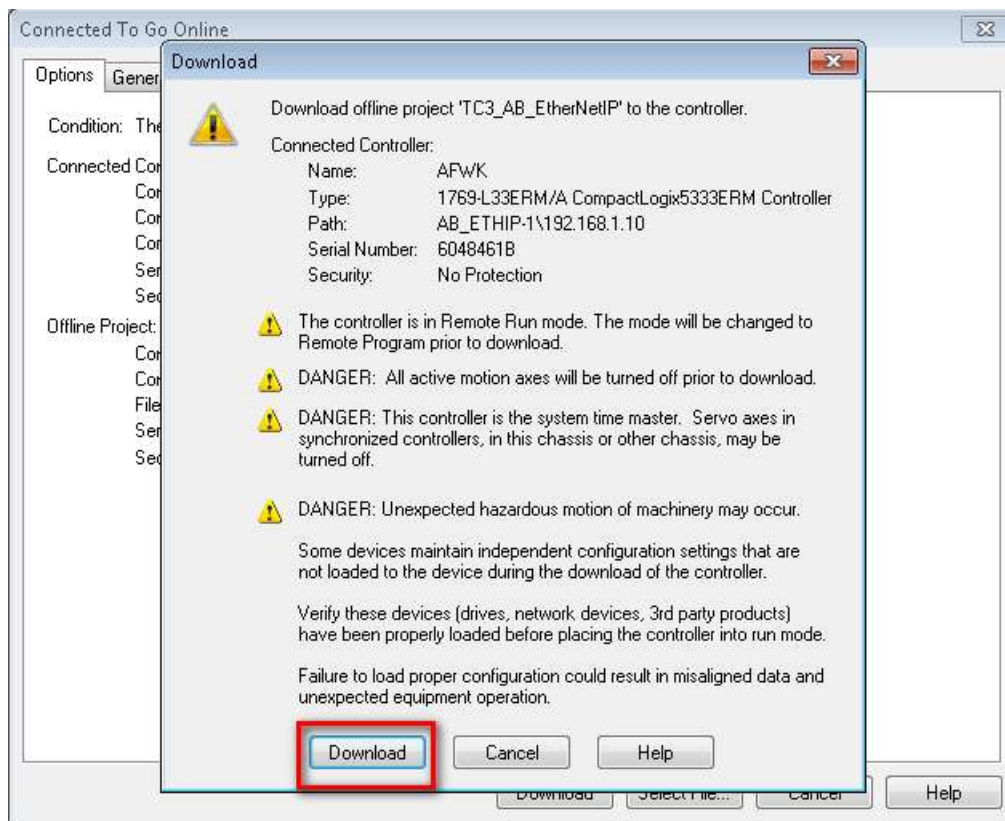 Connected To Go Online
Options
Gener
Condition: The
Connected Cor
Cor
Cor
Cor
Ser
Sec
Offline Project:
Cor
Cor
File
Ser
Sec
Download
Download offline project 'TC3_AB_EtherNetIP' to the controller.
Connected Controller:
Name: AFWK
Type: 1769-L33ERM/A CompactLogix5333ERM Controller
Path: AB_ETHIP-1\192.168.1.10
Serial Number: 6048461B
Security: No Protection
The controller is in Remote Run mode. The mode will be changed to
Remote Program prior to download.
DANGER: All active motion axes will be turned off prior to download.
DANGER: This controller is the system time master. Servo axes in
synchronized controllers, in this chassis or other chassis, may be
turned off.
DANGER: Unexpected hazardous motion of machinery may occur.
Some devices maintain independent configuration settings that are
not loaded to the device during the download of the controller.
Verify these devices (drives, network devices, 3rd party products)
have been properly loaded before placing the controller into run mode.
Failure to load proper configuration could result in misaligned data and
unexpected equipment operation.
Download Cancel Help
Download Select File... Cancel Help